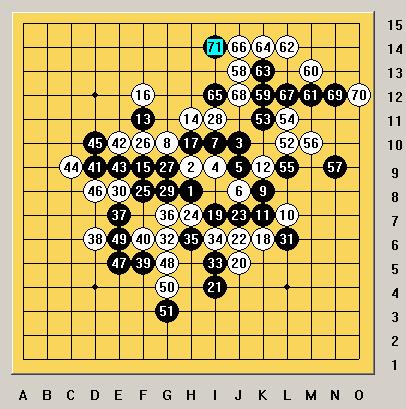 71 66 64 62 15
14
58 63 60 13
16 65 68 59 67 61 69 70 12
13 14 28 53 54 11
45 42 26 8 17 7 3 52 56 10
44 41 43 15 27 2 4 5 12 55 57 9
46 30 25 29 1 6 9 8
37 36 24 19 23 11 10 7
38 49 40 32 35 34 22 18 31 6
47 39 48 33 20 5
50 21 4
51 3
2
1
A B C D E F G H I J K L M N O